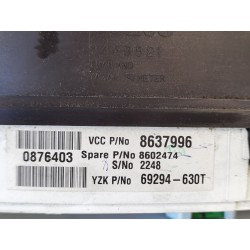 VCC P/No 8637996
0876403 Spare P/No 8602474
S/No 2248
YZK P/No 69294-630T